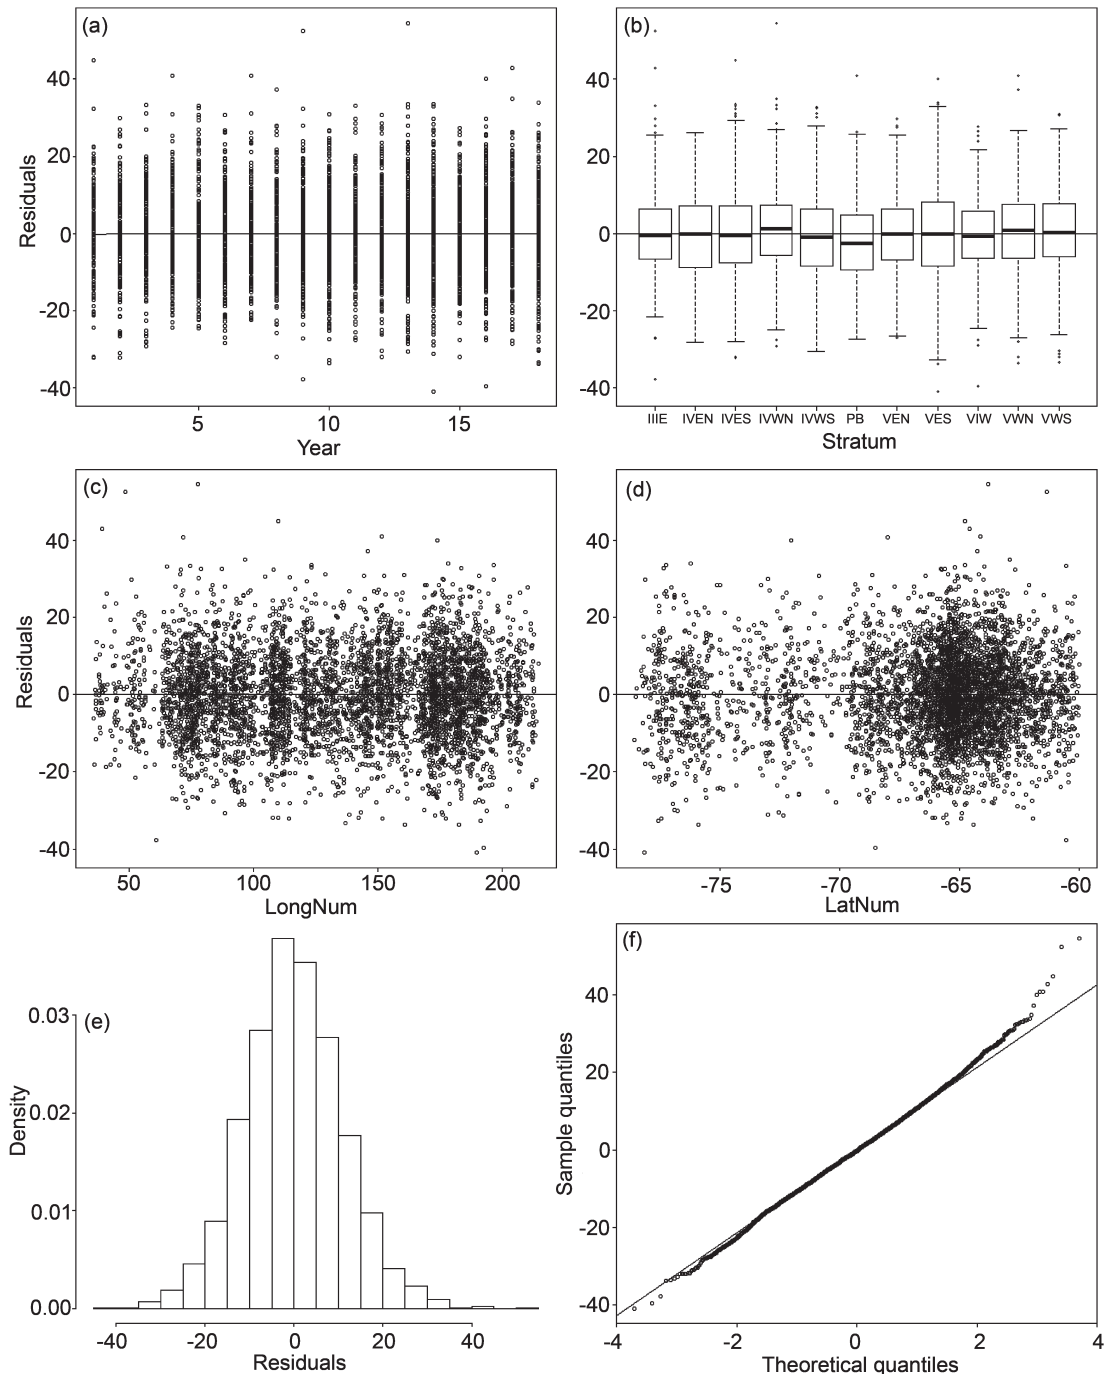 (a)
40
20
0
-20
-40
Residuals
5
10
15
Year
(b)
40
20
0
-20
-40
IIIE IVEN IVES IVWN IVWS PB VEN VES VIW VWN VWS
Stratum
(c)
40
20
0
-20
-40
Residuals
50
100
150
200
LongNum
(d)
40
20
0
-20
-40
-75
-70
-65
-60
LatNum
(e)
0.03
0.02
0.01
0.00
Density
-40
-20
0
20
40
Residuals
(f)
40
20
0
-20
-40
Sample quantiles
-4
-2
0
2
4
Theoretical quantiles